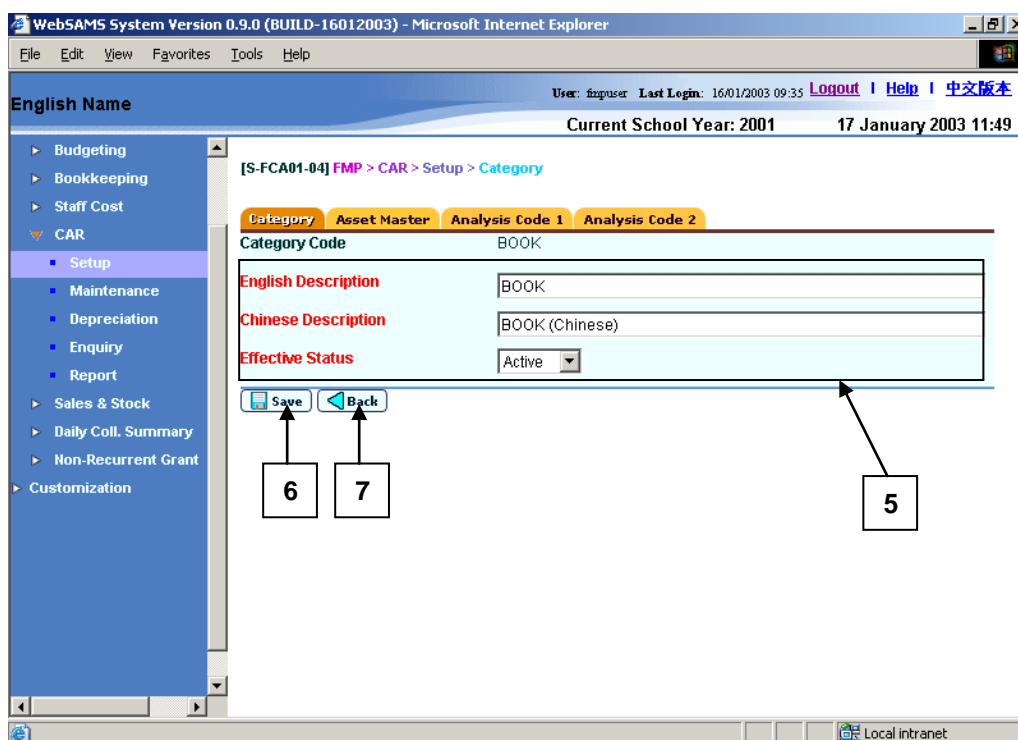 WebSAMS System Version 0.9.0 (BUILD-16012003) - Microsoft Internet Explorer
File Edit View Favorites Tools Help
English Name
User: fmpuser Last Login: 16/01/2003 09:35 Logout | Help | 中文版本
Current School Year: 2001 17 January 2003 11:49
Budgeting
Bookkeeping
Staff Cost
CAR
Setup
Maintenance
Depreciation
Enquiry
Report
Sales & Stock
Daily Coll. Summary
Non-Recurrent Grant
Customization
[S-FCA01-04] FMP > CAR > Setup > Category
Category Asset Master Analysis Code 1 Analysis Code 2
Category Code BOOK
English Description BOOK
Chinese Description BOOK (Chinese)
Effective Status Active
Save Back
6 7 5
Local intranet